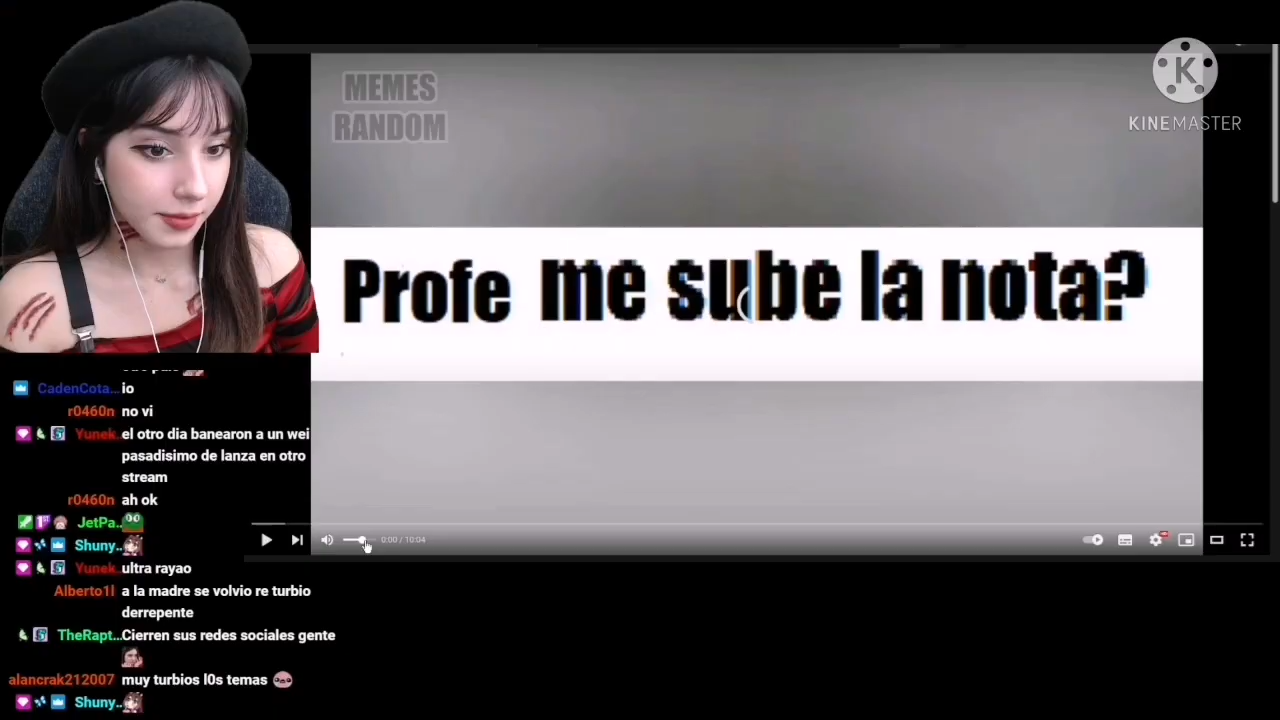 MEMES
RANDOM
KINEMASTER
Profe me sube la nota?
0:00 / 10:04
CadenCota... io
r0460n no vi
Yunek.. el otro dia banearon a un wei
pasadisimo de lanza en otro
stream
r0460n ah ok
JetPa..
Shuny..
Yunek.. ultra rayao
Alberto1l a la madre se volvio re turbio
derrepente
TheRapt... Cierren sus redes sociales gente
alancrak212007 muy turbios l0s temas
Shuny..